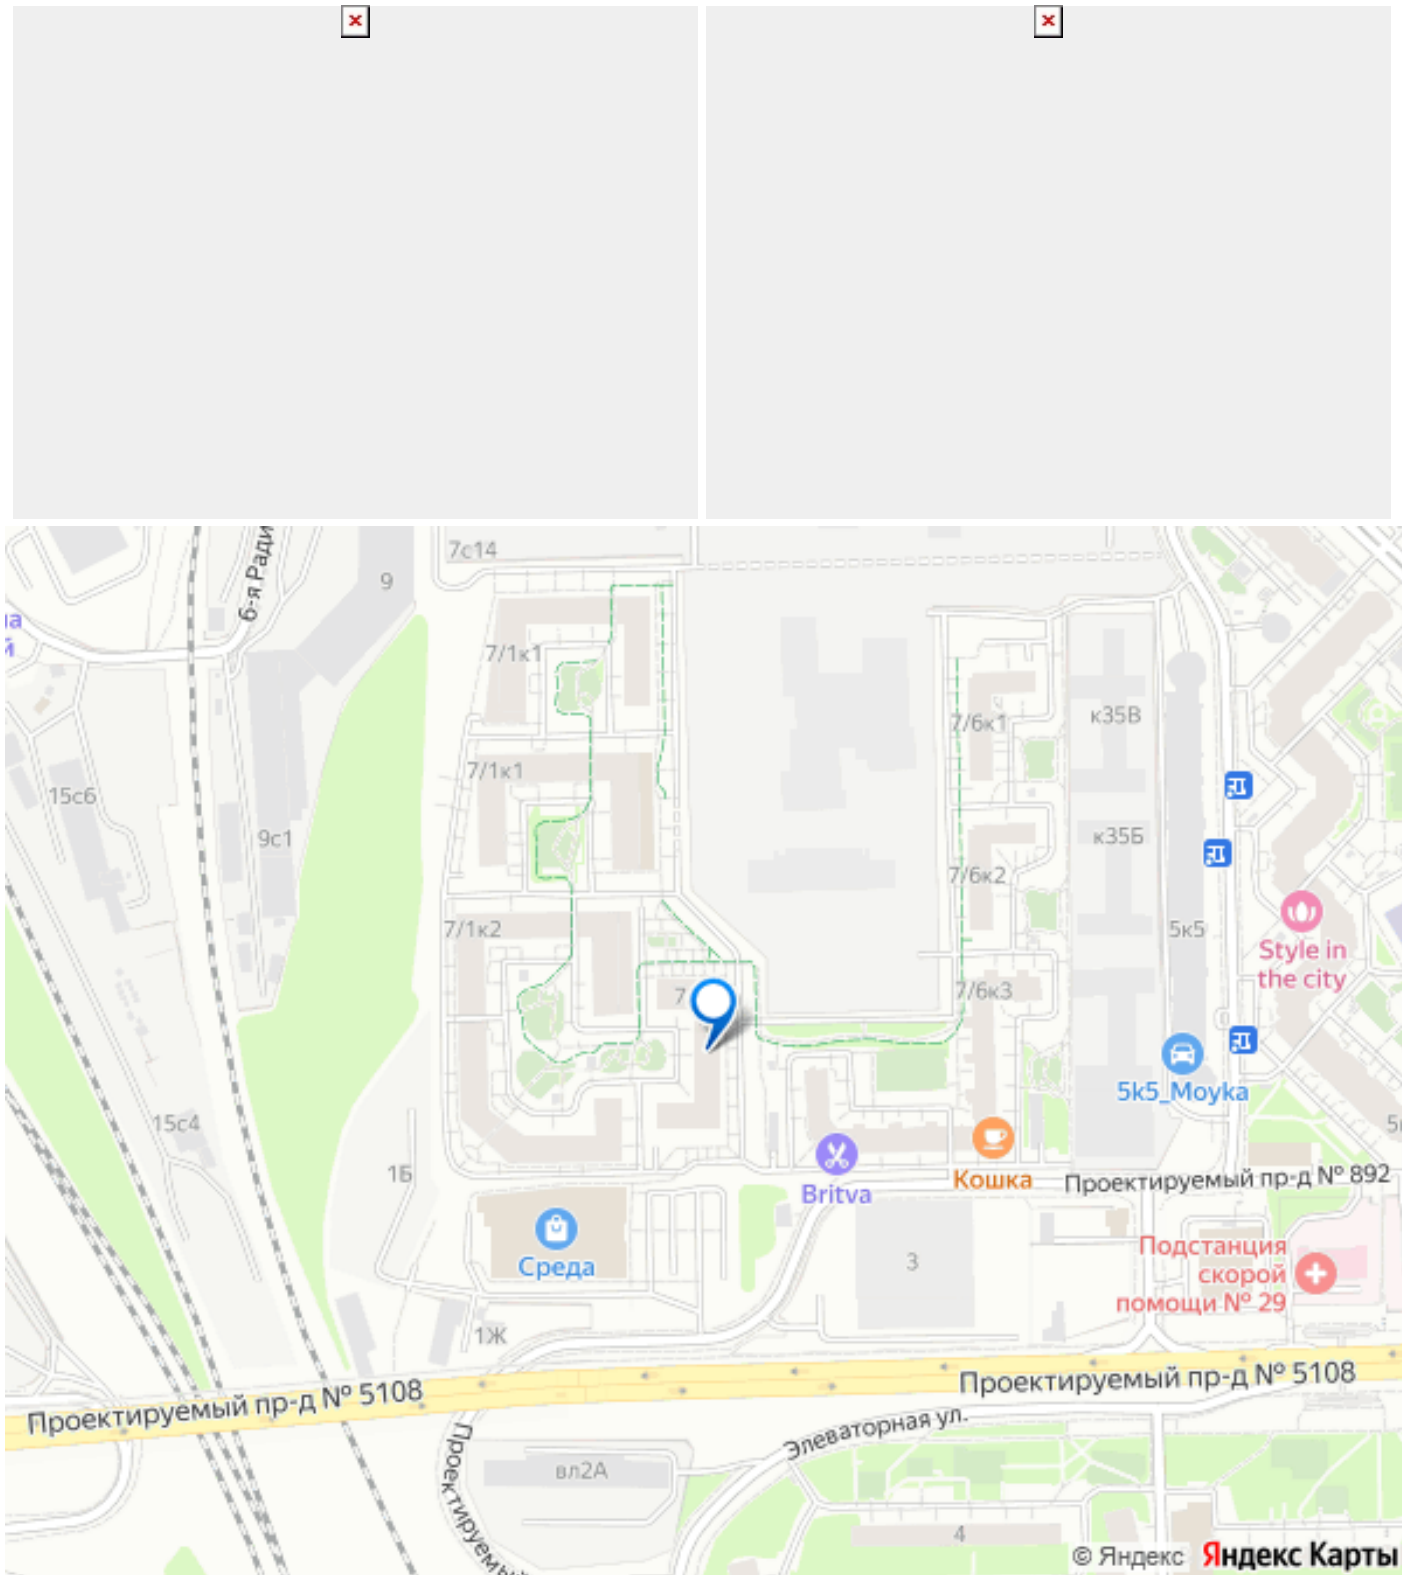 6-я Ради
7с14
9
7/1к1
7/6к1
к35В
7/1к1
15с6
9с1
к35Б
7/6к2
7/1к2
5к5
Style in
the city
7
7/6к3
5k5_Moyka
15с4
1Б
Britva
Кошка
Проектируемый пр-д № 892
Среда
3
Подстанция
скорой
помощи № 29
1Ж
Проектируемый пр-д № 5108
Проектируемый пр-д № 5108
Элеваторная ул.
Проектируемый
вл2А
4
© Яндекс Яндекс Карты